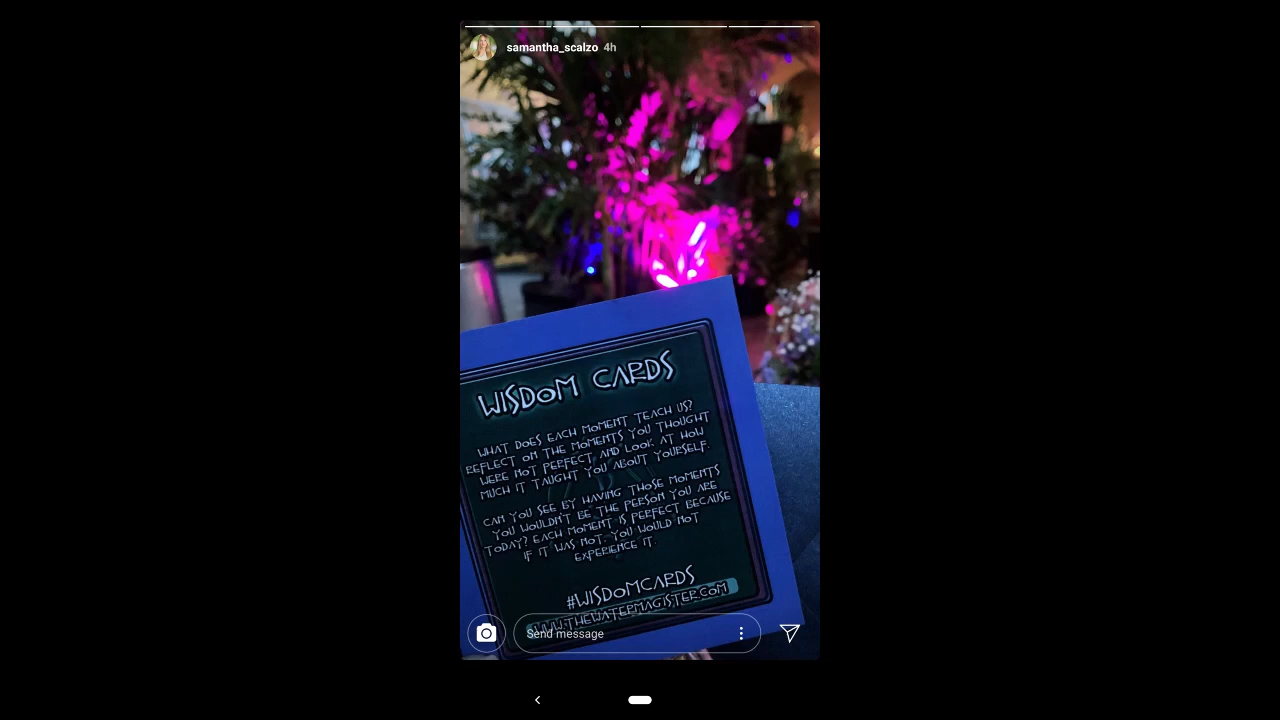 samantha_scalzo 4h
WISDOM CARDS
WHAT DOES EACH MOMENT TEACH US?
REFLECT ON THE MOMENTS YOU THOUGHT
WERE NOT PERFECT, AND LOOK AT HOW
MUCH IT TAUGHT YOU ABOUT YOURSELF.
CAN YOU SEE BY HAVING THOSE MOMENTS
YOU WOULDN'T BE THE PERSON YOU ARE
TODAY? EACH MOMENT IS PERFECT BECAUSE
IF IT WAS NOT, YOU WOULD NOT
EXPERIENCE IT.
#WISDOMCARDS
WWW.THEWATERMAGISTER.COM
Send message